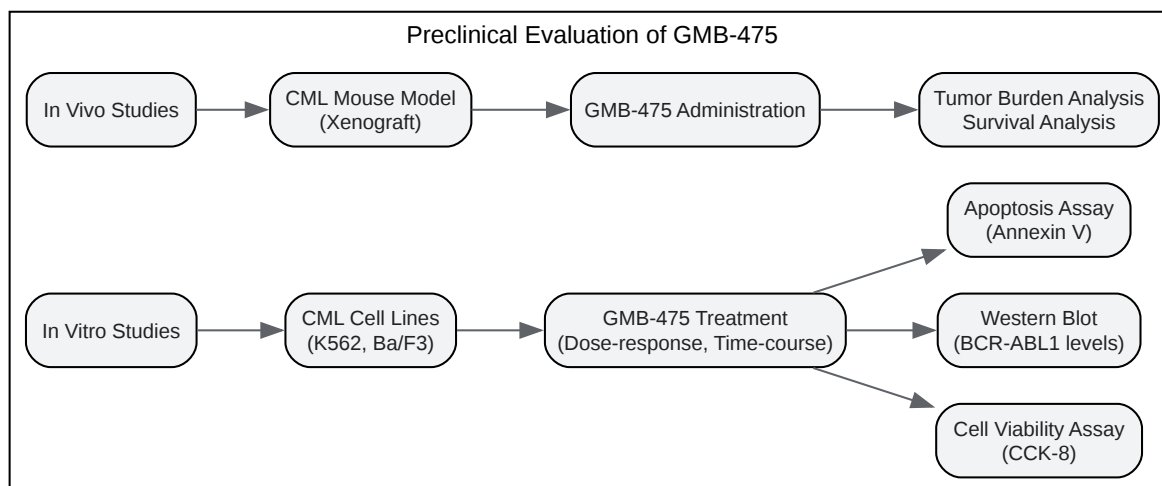 Preclinical Evaluation of GMB-475
In Vivo Studies
CML Mouse Model
(Xenograft)
GMB-475 Administration
Tumor Burden Analysis
Survival Analysis
In Vitro Studies
CML Cell Lines
(K562, Ba/F3)
GMB-475 Treatment
(Dose-response, Time-course)
Apoptosis Assay
(Annexin V)
Western Blot
(BCR-ABL1 levels)
Cell Viability Assay
(CCK-8)